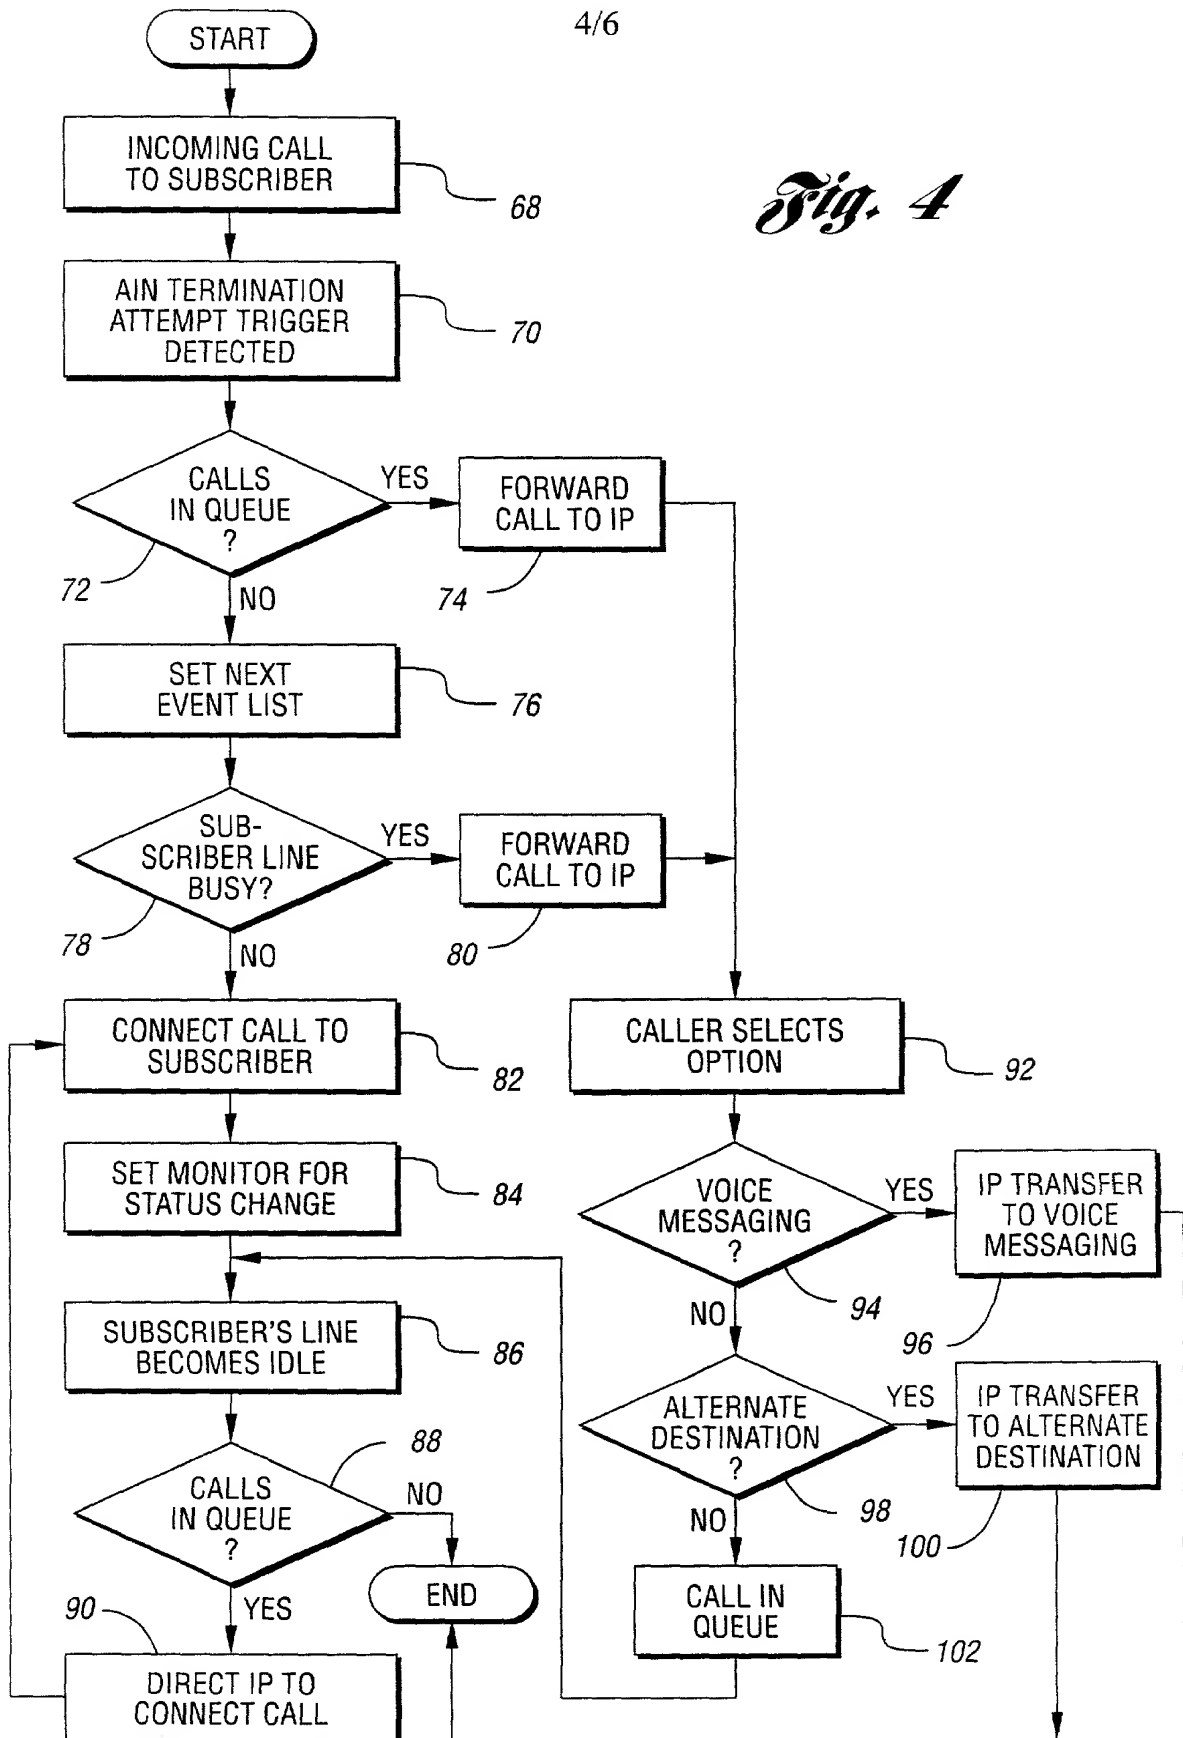 4/6
START
INCOMING CALL
TO SUBSCRIBER
68
Fig. 4
AIN TERMINATION
ATTEMPT TRIGGER
DETECTED
70
CALLS
IN QUEUE
?
YES
72
NO
FORWARD
CALL TO IP
74
SET NEXT
EVENT LIST
76
SUB-
SCRIBER LINE
BUSY?
YES
78
NO
FORWARD
CALL TO IP
80
CONNECT CALL TO
SUBSCRIBER
82
CALLER SELECTS
OPTION
92
SET MONITOR FOR
STATUS CHANGE
84
VOICE
MESSAGING
?
YES
94
NO
IP TRANSFER
TO VOICE
MESSAGING
96
SUBSCRIBER'S LINE
BECOMES IDLE
86
ALTERNATE
DESTINATION
?
YES
98
NO
IP TRANSFER
TO ALTERNATE
DESTINATION
100
CALLS
IN QUEUE
?
88
NO
YES
END
CALL IN
QUEUE
102
90
DIRECT IP TO
CONNECT CALL